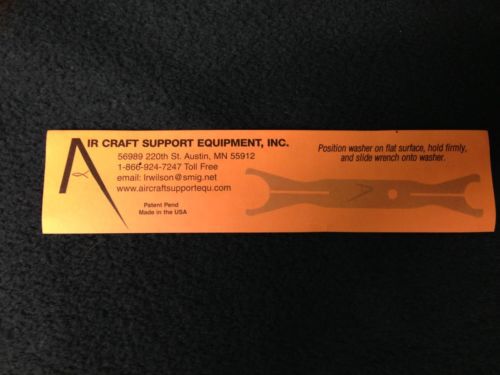 AIR CRAFT SUPPORT EQUIPMENT, INC.
56989 220th St. Austin, MN 55912
1-866-924-7247 Toll Free
email: lrwilson@smig.net
www.aircraftsupportequ.com
Patent Pend
Made in the USA
Position washer on flat surface, hold firmly,
and slide wrench onto washer.